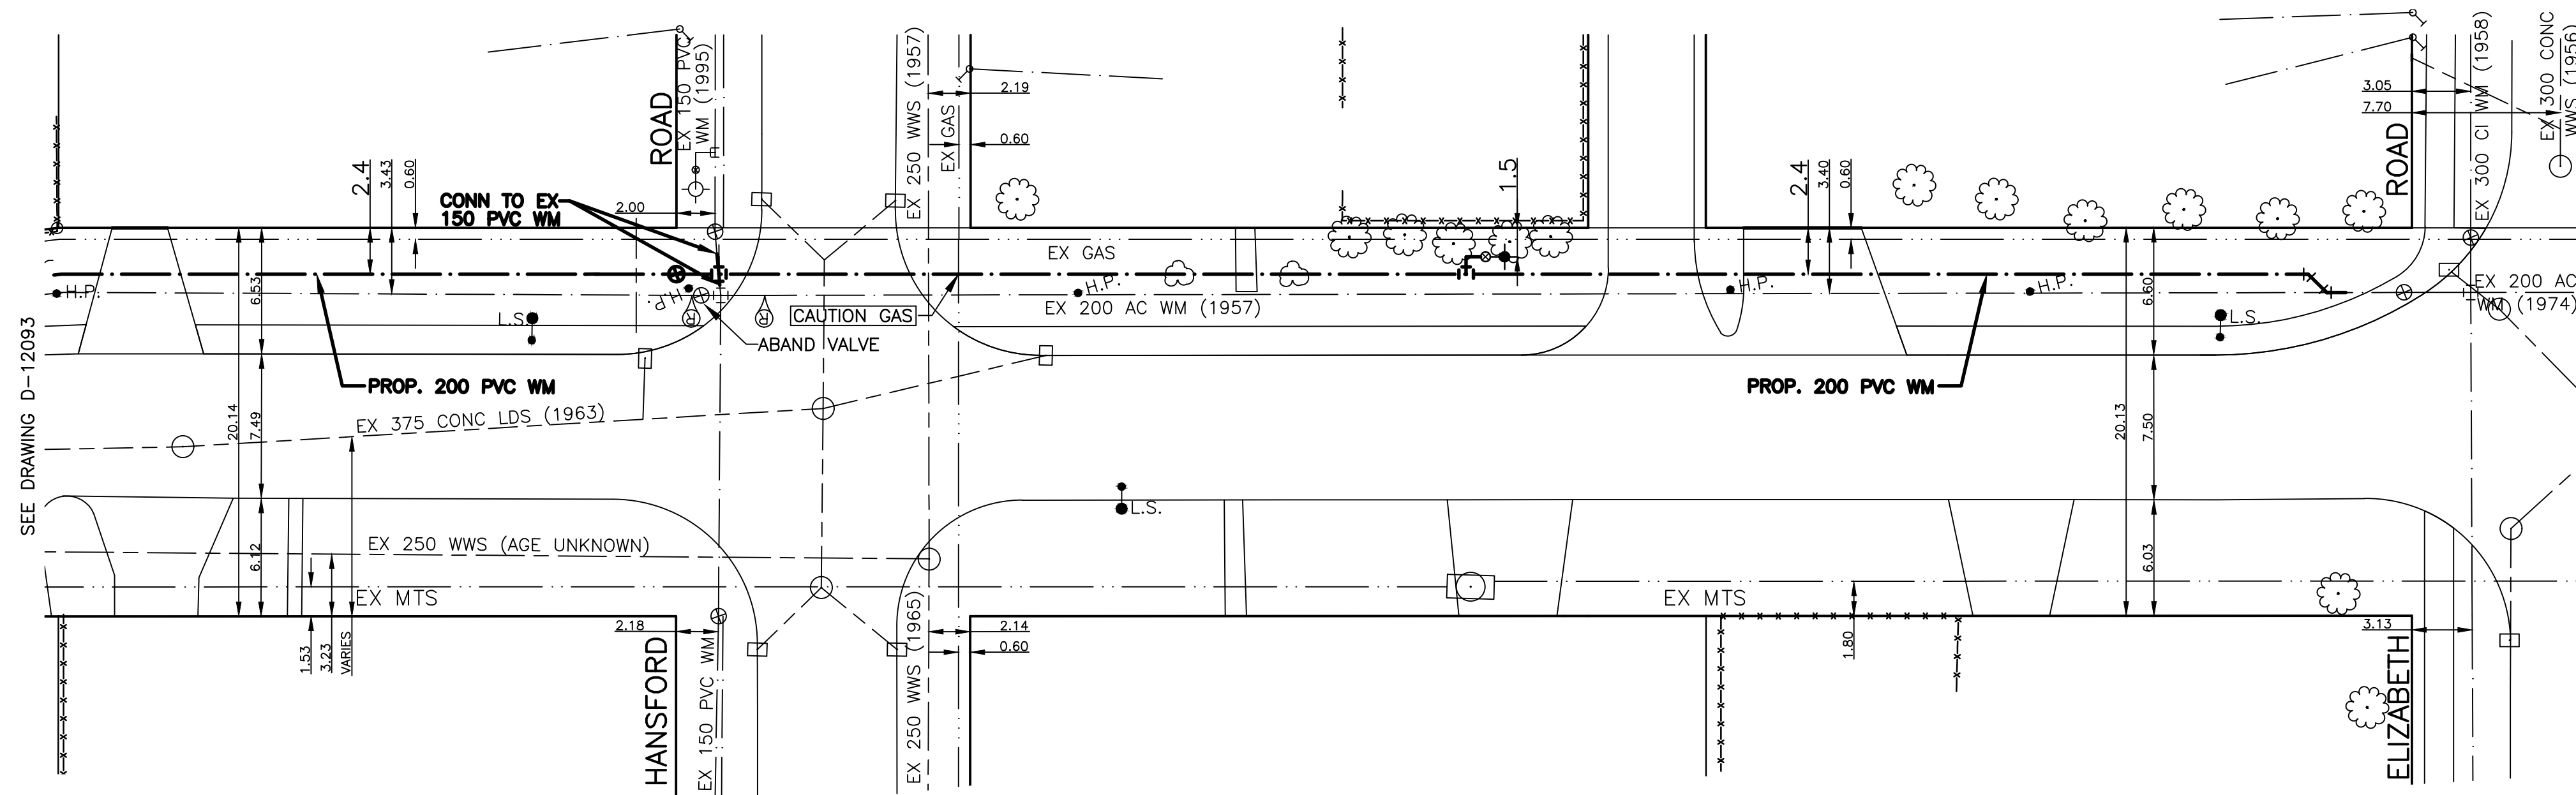 SEE DRAWING D-12093
ROAD
EX 150 PVC
WM (1995)
EX 250 WWS (1957)
EX GAS
2.19
0.60
2.4
3.43
0.60
CONN TO EX
150 PVC WM
2.00
H.P.
6.53
H.P.
R
R
L.S.
CAUTION GAS
ABAND VALVE
PROP. 200 PVC WM
EX 375 CONC LDS (1963)
20.14
7.49
EX GAS
H.P.
EX 200 AC WM (1957)
1.5
2.4
3.40
0.60
H.P.
H.P.
L.S.
PROP. 200 PVC WM
6.60
20.13
7.50
3.05
7.70
ROAD
EX 300 CI WM (1958)
EX 300 CONC
WWS (1956)
EX 200 AC
WM (1974)
EX 250 WWS (AGE UNKNOWN)
6.12
EX MTS
1.53
3.23
VARIES
2.18
HANSFORD
EX 150 PVC WM
EX 250 WWS (1965)
2.14
0.60
L.S.
EX MTS
1.80
6.03
3.13
ELIZABETH